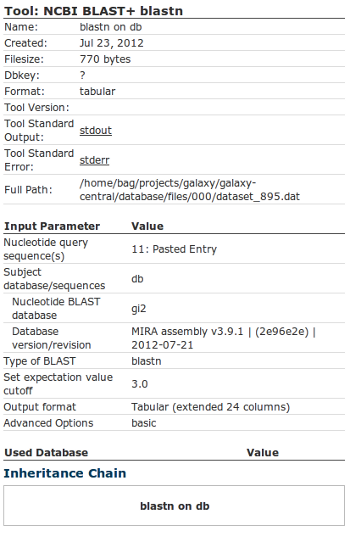 Tool: NCBI BLAST+ blastn
Name: blastn on db
Created: Jul 23, 2012
Filesize: 770 bytes
Dbkey: ?
Format: tabular
Tool Version:
Tool Standard
Output: stdout
Tool Standard
Error: stderr
Full Path: /home/bag/projects/galaxy/galaxy-
central/database/files/000/dataset_895.dat
Input Parameter Value
Nucleotide query
sequence(s) 11: Pasted Entry
Subject
database/sequences db
Nucleotide BLAST
database gi2
Database MIRA assembly v3.9.1 | (2e96e2e) |
version/revision 2012-07-21
Type of BLAST blastn
Set expectation value
cutoff 3.0
Output format Tabular (extended 24 columns)
Advanced Options basic
Used Database Value
Inheritance Chain
blastn on db